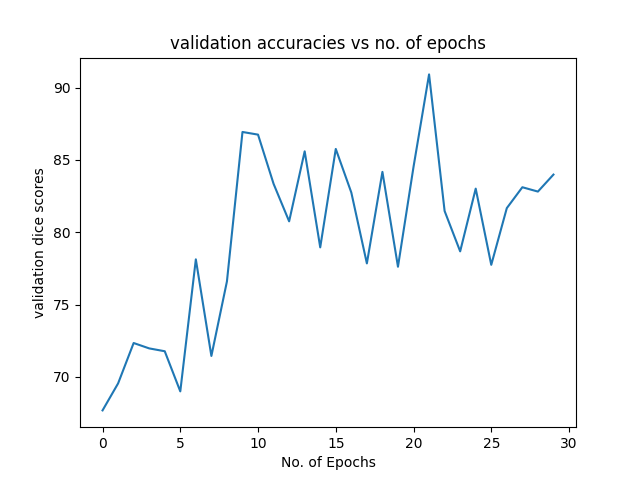 validation accuracies vs no. of epochs
validation dice scores
90
85
80
75
70
0 5 10 15 20 25 30
No. of Epochs